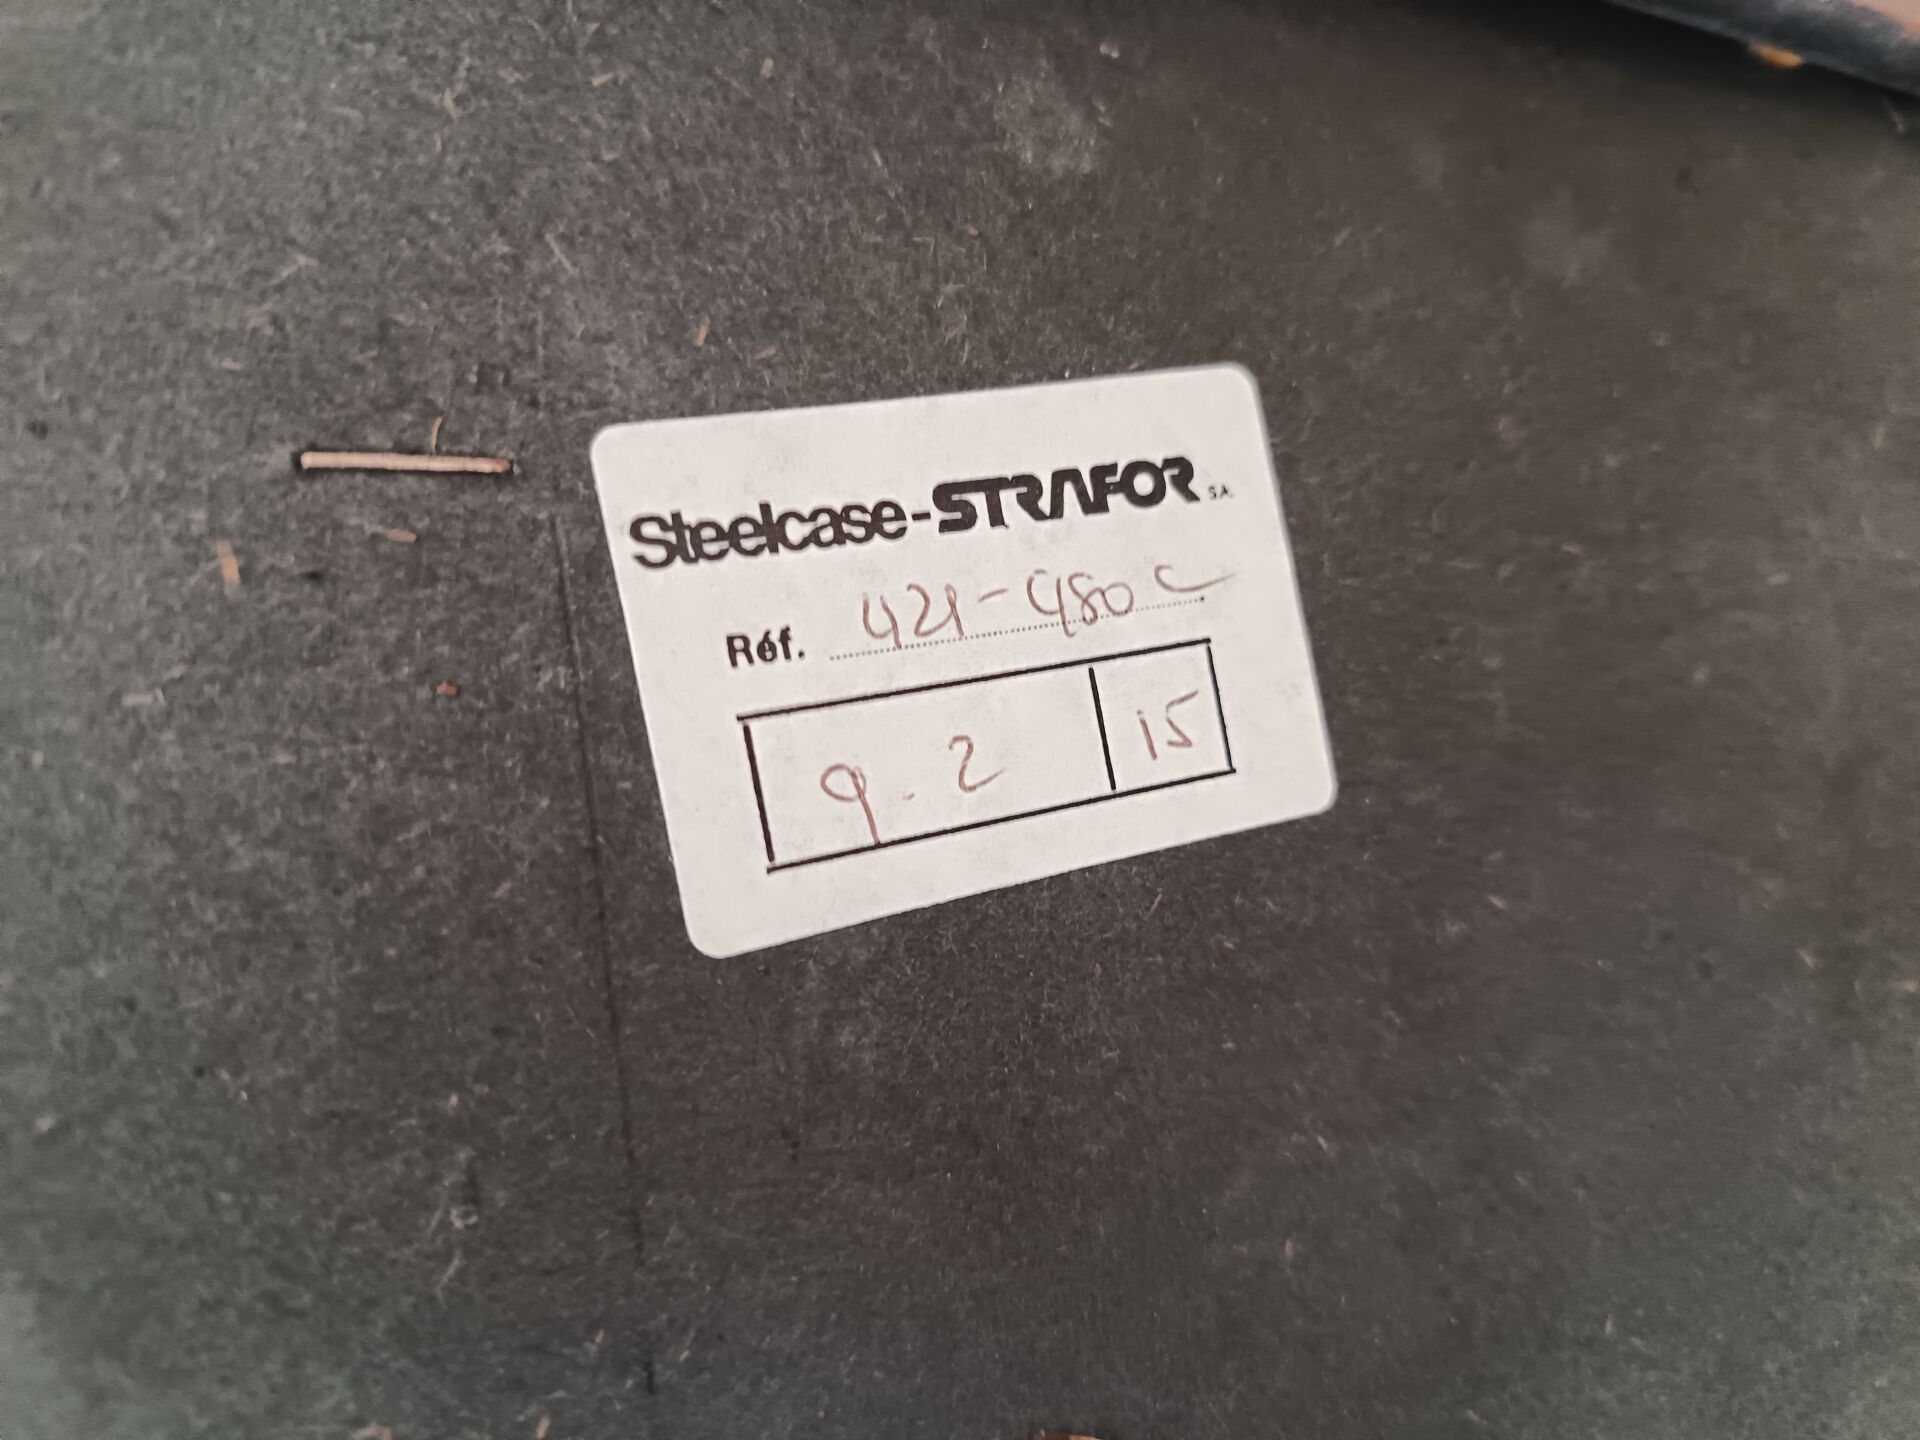 Steelcase-STRAFOR S.A.
Réf. 421-480 C
9.2 15